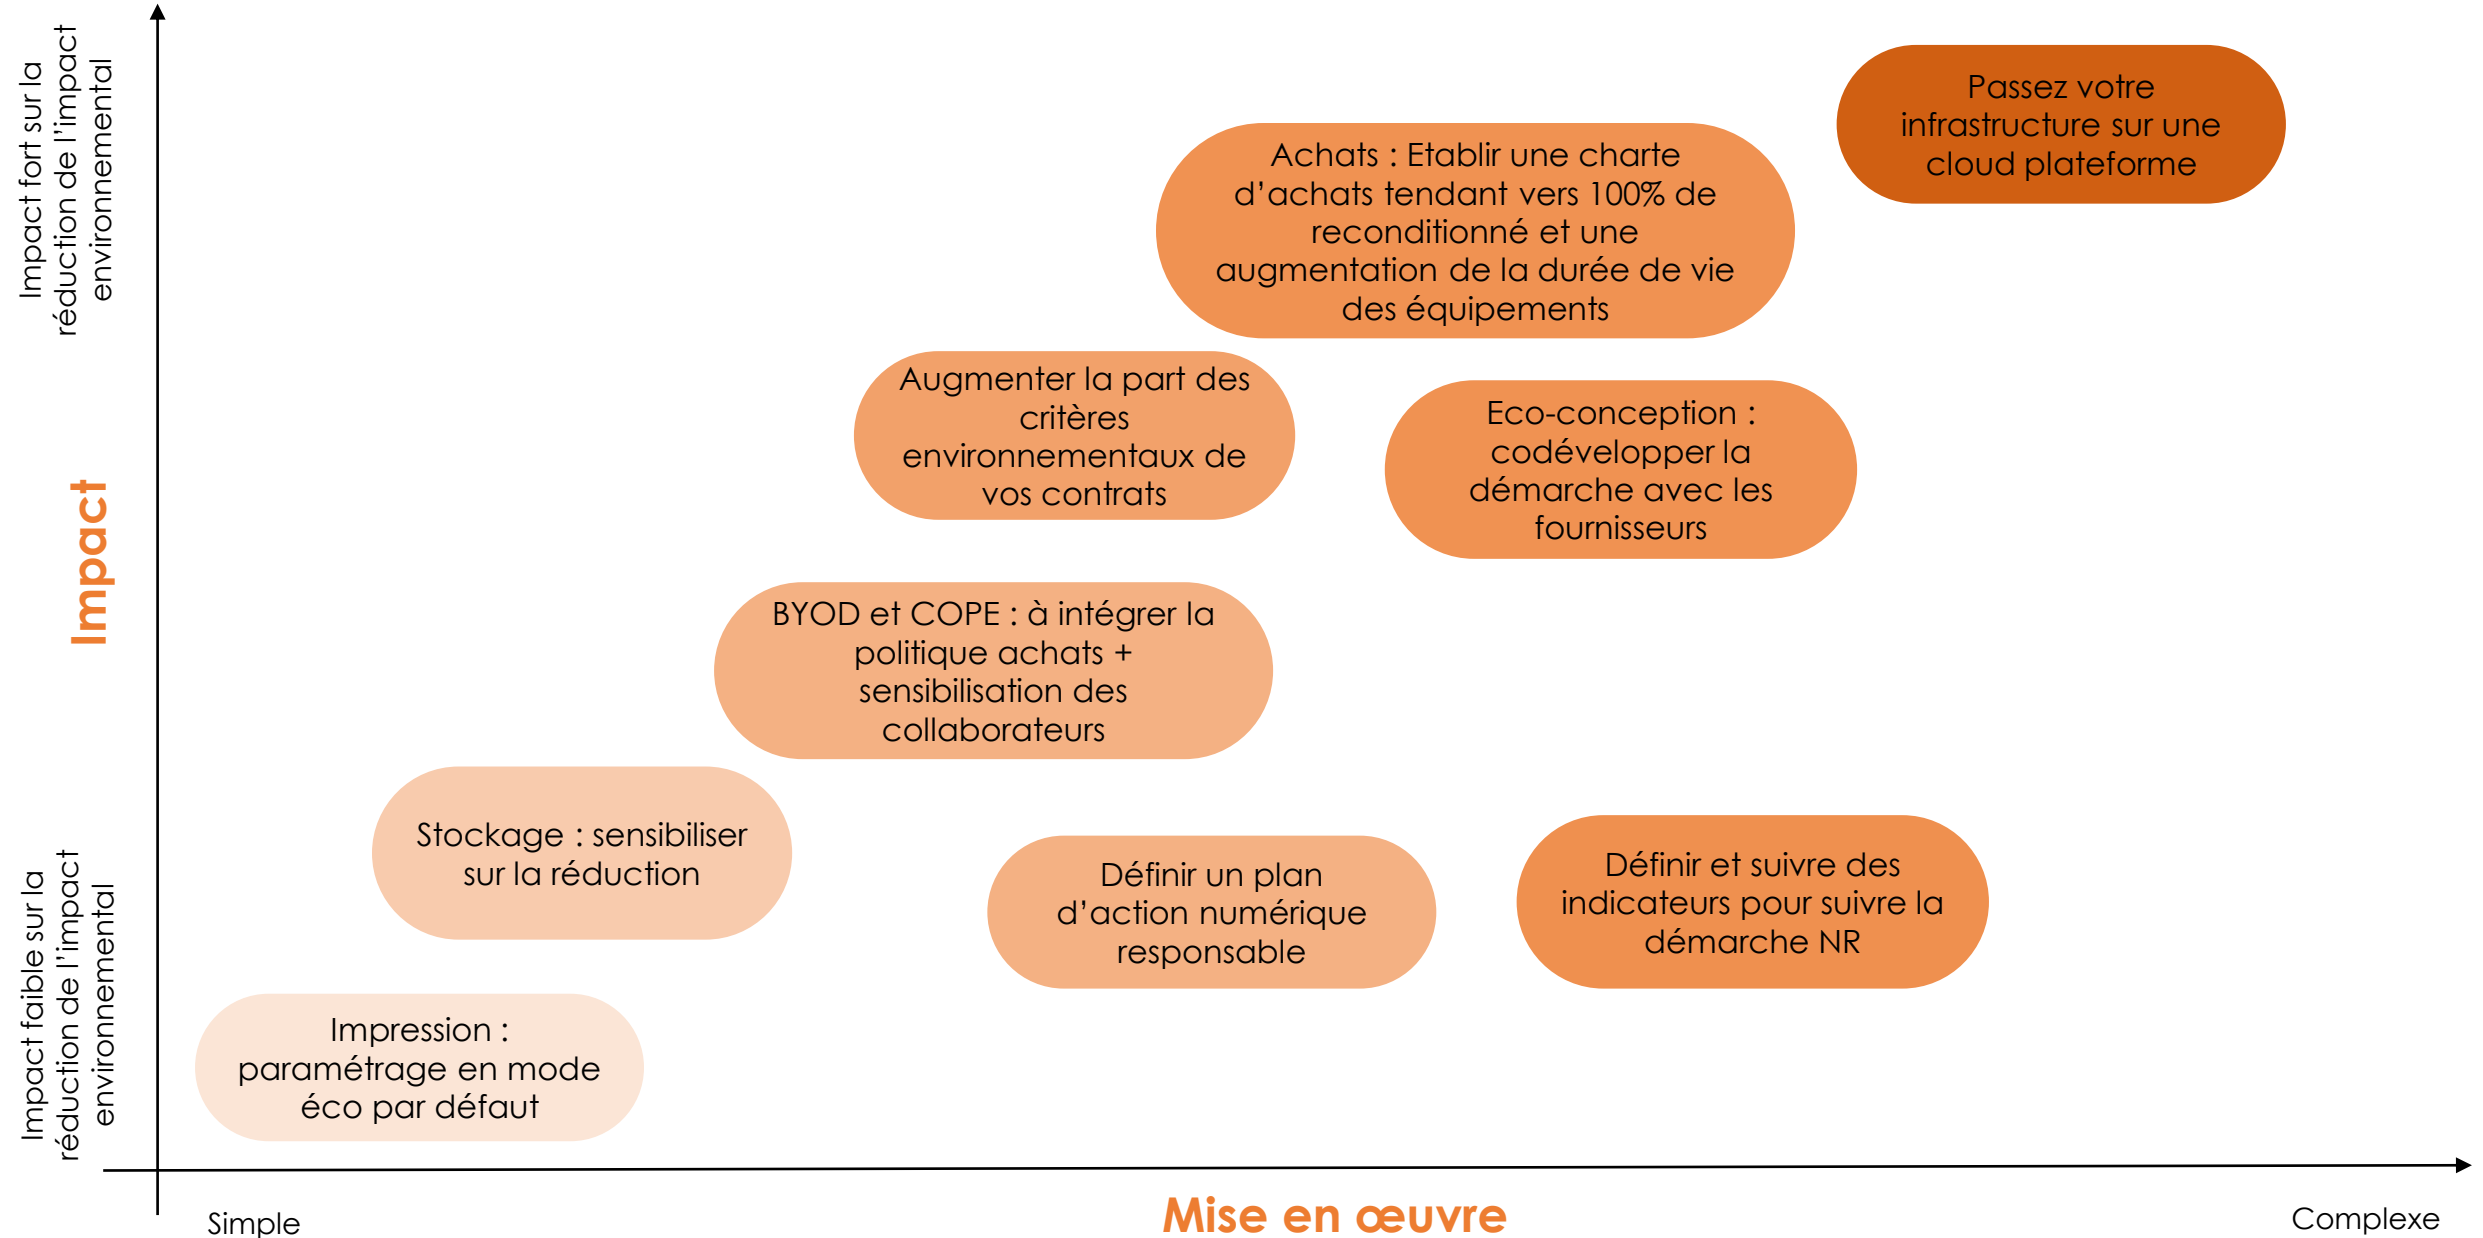 Impact fort sur la
réduction de l’impact
environnemental
Passez votre
infrastructure sur une
cloud plateforme
Achats : Etablir une charte
d’achats tendant vers 100% de
reconditionné et une
augmentation de la durée de vie
des équipements
Augmenter la part des
critères
environnementaux de
vos contrats
Eco-conception :
codévelopper la
démarche avec les
fournisseurs
Impact
BYOD et COPE : à intégrer la
politique achats +
sensibilisation des
collaborateurs
Stockage : sensibiliser
sur la réduction
Définir un plan
d’action numérique
responsable
Définir et suivre des
indicateurs pour suivre la
démarche NR
Impact faible sur la
réduction de l’impact
environnemental
Impression :
paramétrage en mode
éco par défaut
Simple
Mise en œuvre
Complexe